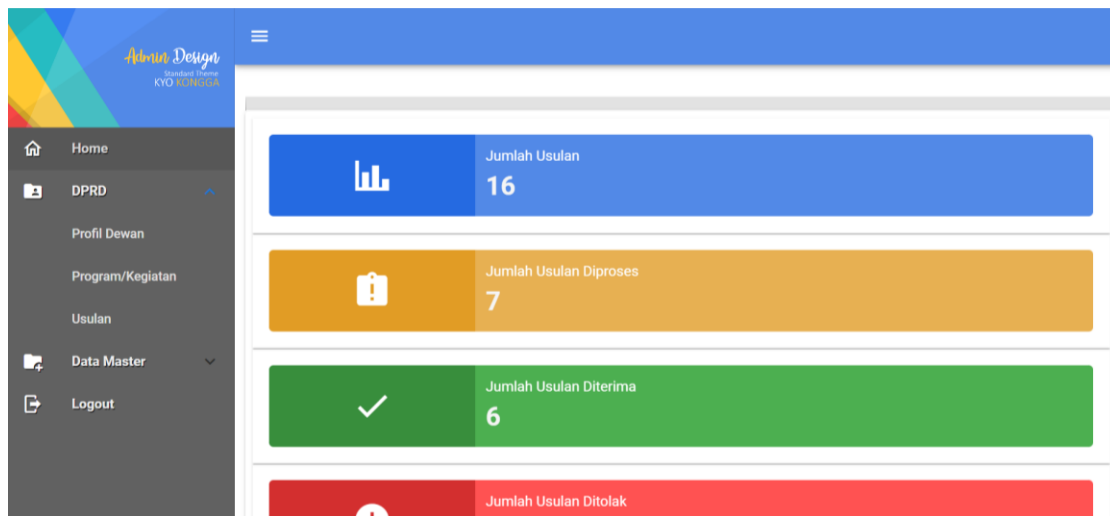 Admin Design
Standard Theme
KYO KONGGA
Home
DPRD
Profil Dewan
Program/Kegiatan
Usulan
Data Master
Logout
Jumlah Usulan
16
Jumlah Usulan Diproses
7
Jumlah Usulan Diterima
6
Jumlah Usulan Ditolak